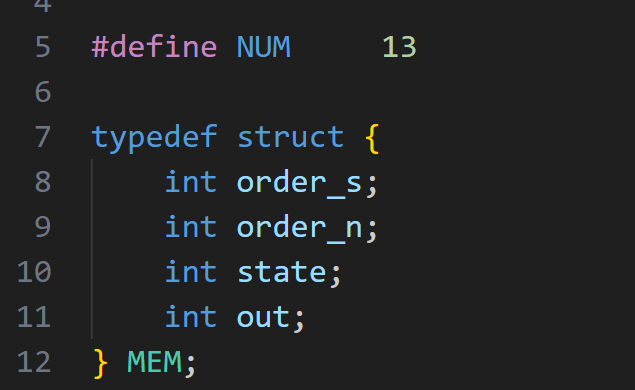 4
5 #define NUM     13
6
7 typedef struct {
8     int order_s;
9     int order_n;
10     int state;
11     int out;
12 } MEM;